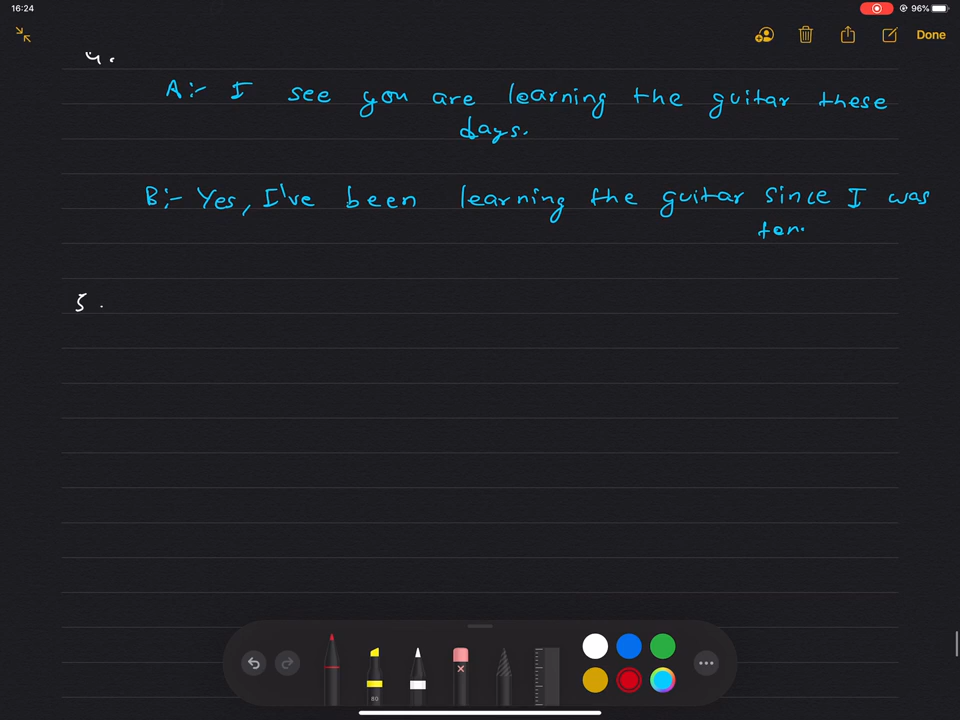 16:24
96%
Done
4.
A:- I see you are learning the guitar these
days.
B:- Yes, I've been learning the guitar since I was
ten.
5.
80